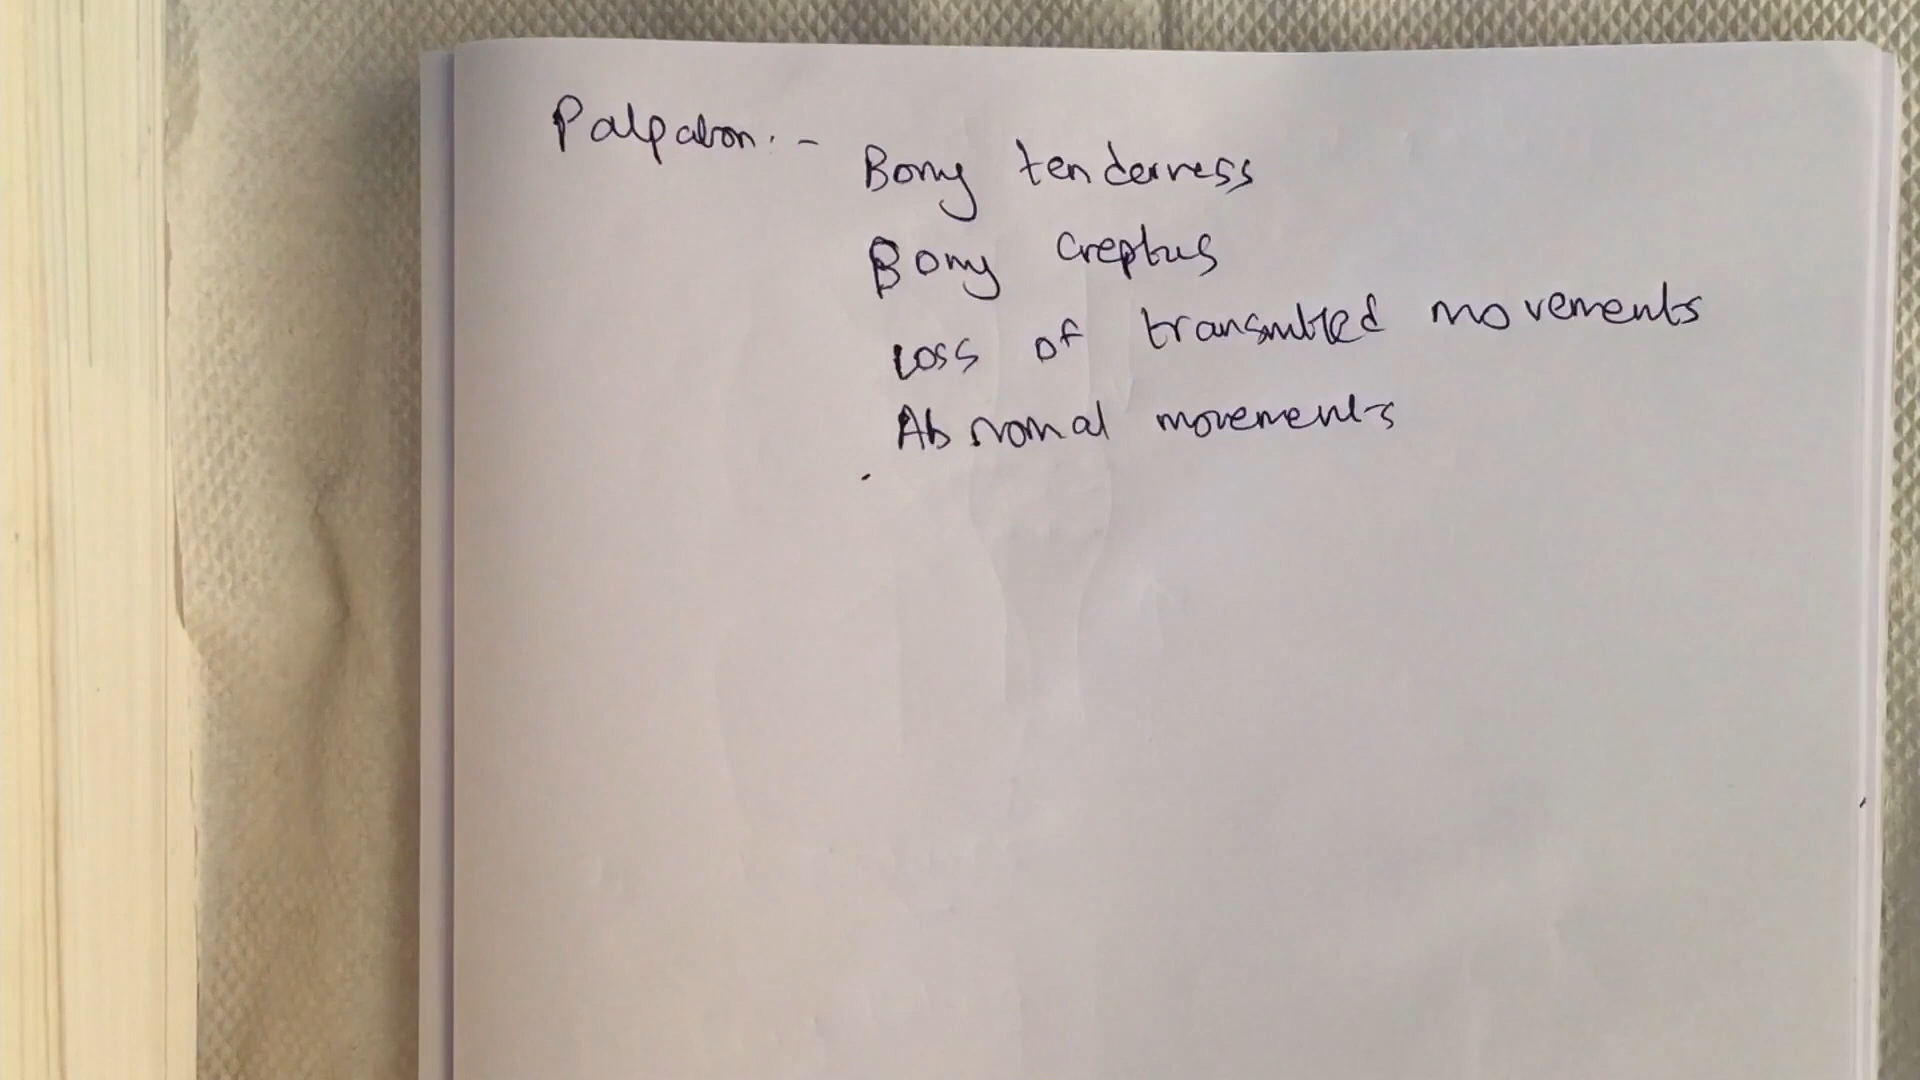 Palpation: -
Bony tenderness
Bony crepitus
Loss of transmitted movements
Abnormal movements